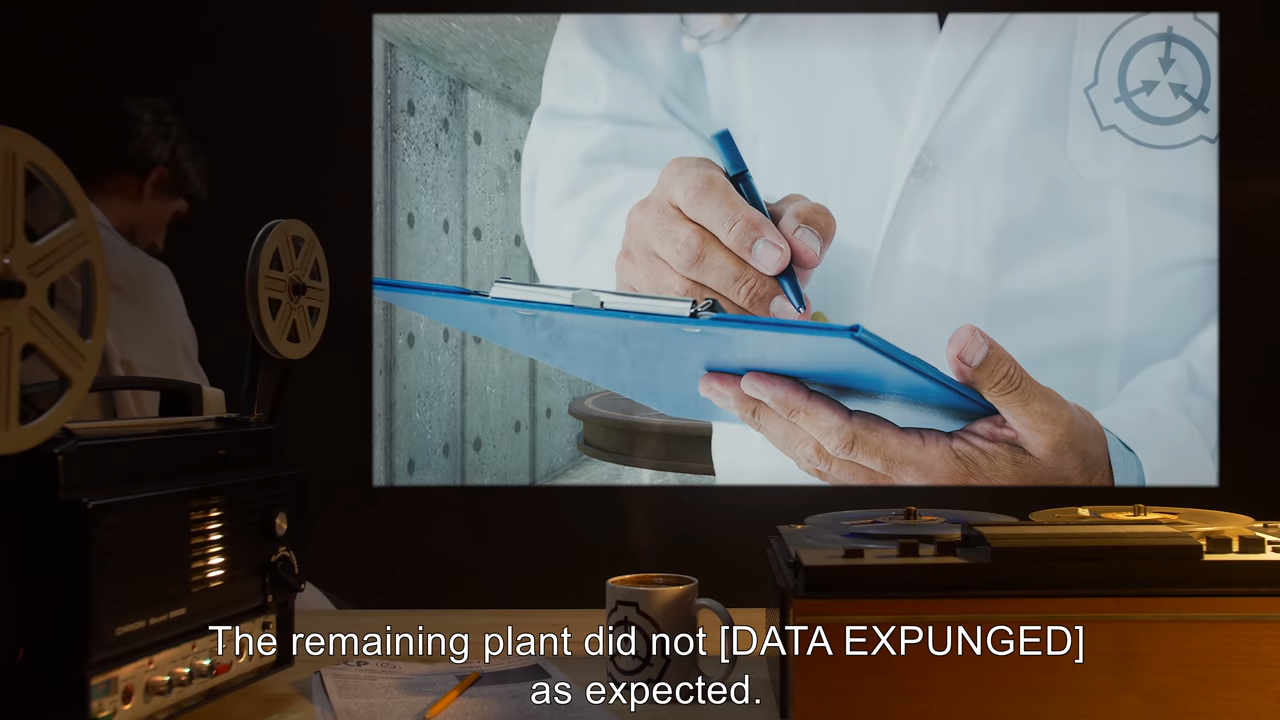 The remaining plant did not [DATA EXPUNGED]
as expected.